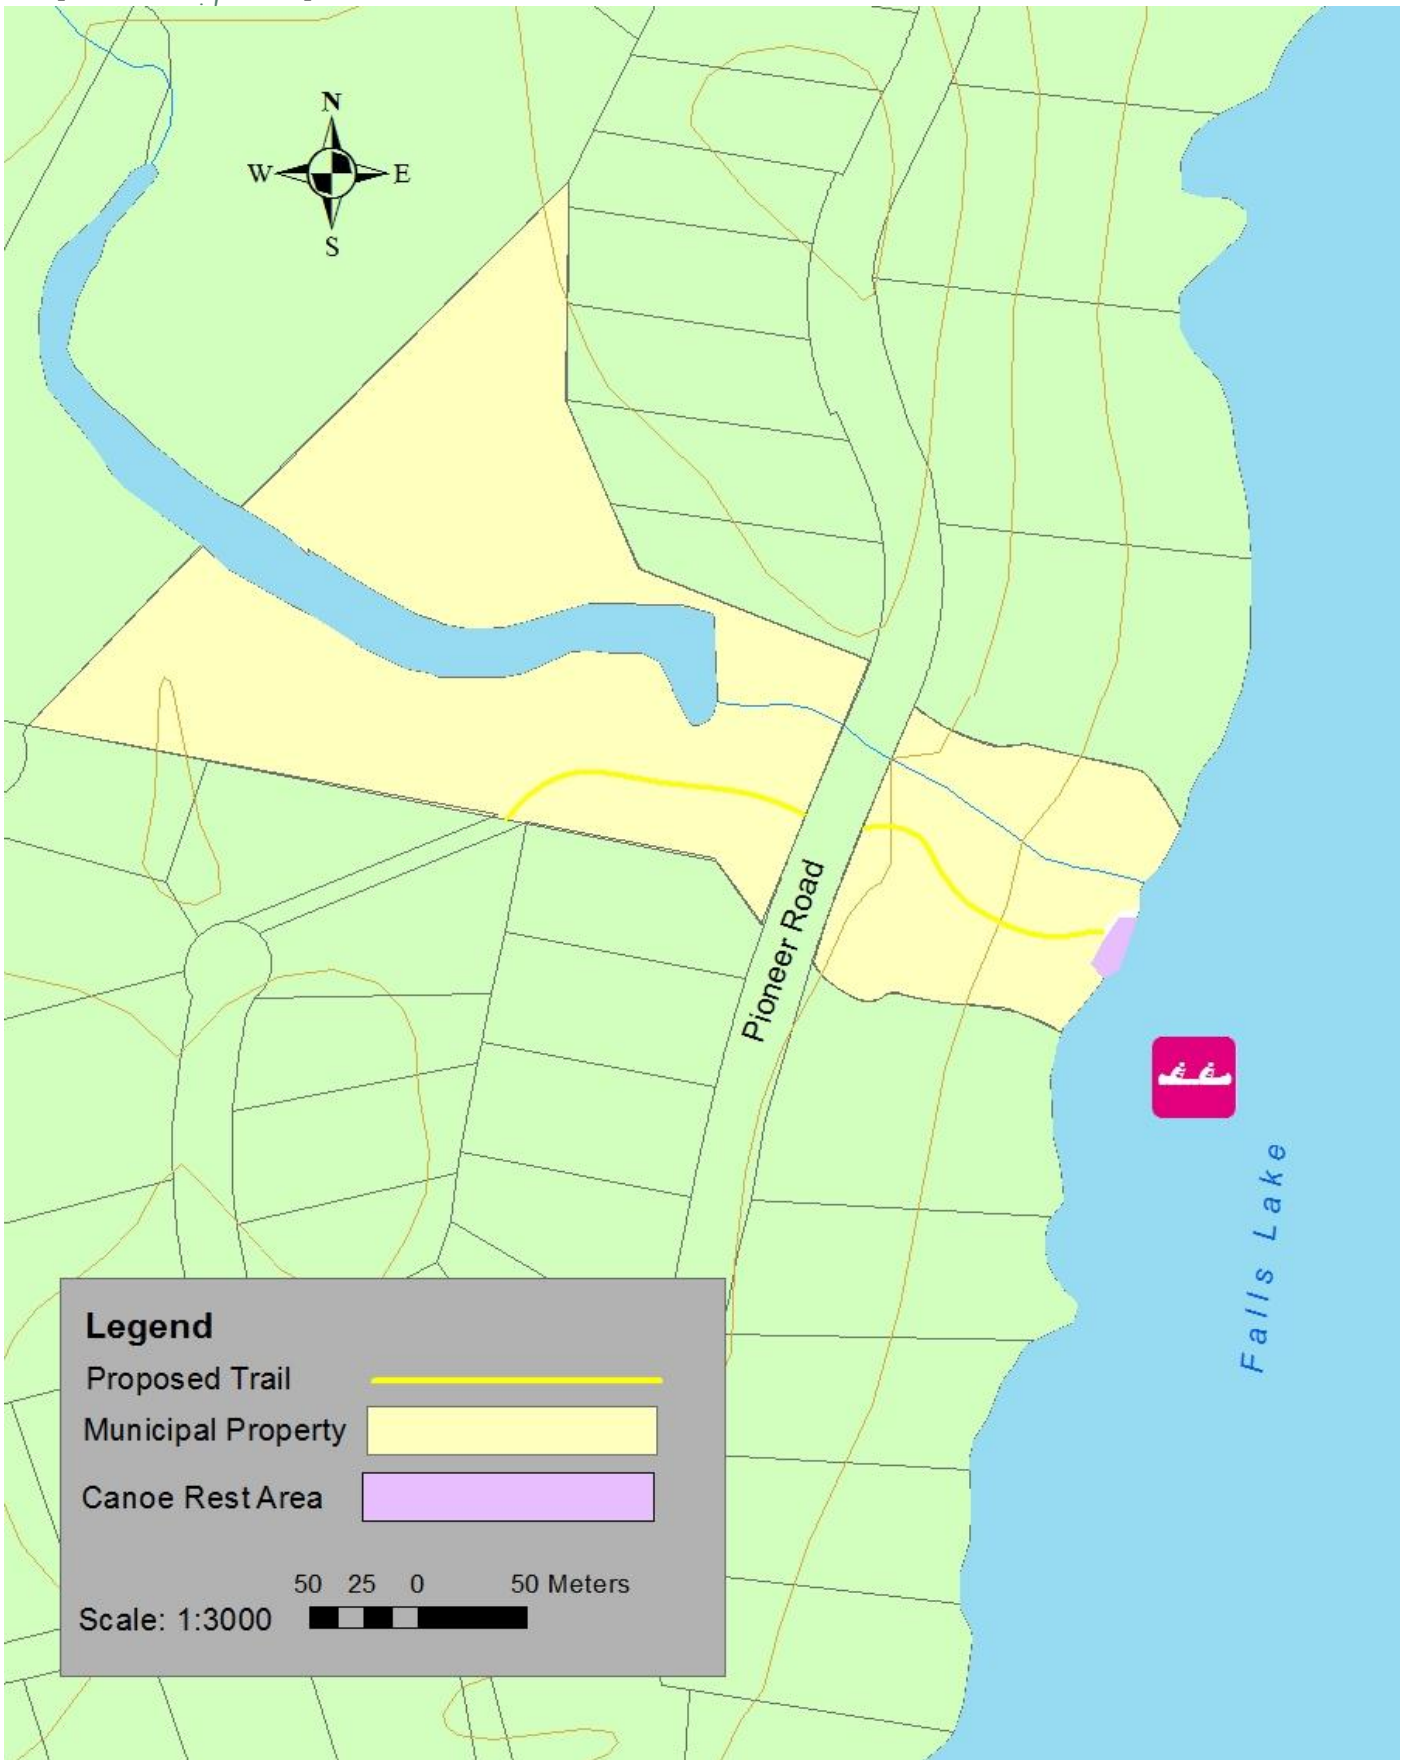 N
W E
S
Pioneer Road
Falls Lake
Legend
Proposed Trail
Municipal Property
Canoe Rest Area
50 25 0 50 Meters
Scale: 1:3000